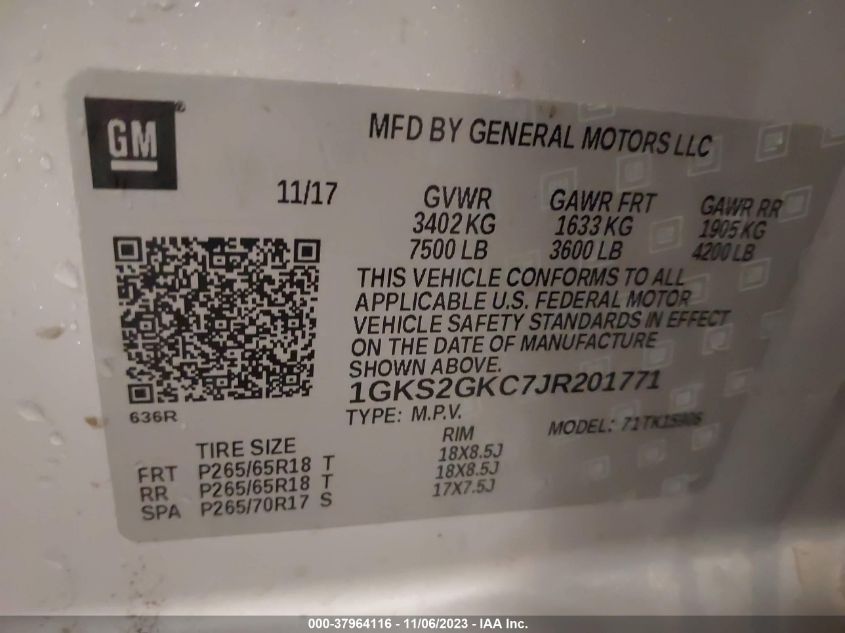 GM®
MFD BY GENERAL MOTORS LLC
11/17 GVWR GAWR FRT GAWR RR
3402 KG 1633 KG 1905 KG
7500 LB 3600 LB 4200 LB
THIS VEHICLE CONFORMS TO ALL
APPLICABLE U.S. FEDERAL MOTOR
VEHICLE SAFETY STANDARDS IN EFFECT
ON THE DATE OF MANUFACTURE
SHOWN ABOVE.
1GKS2GKC7JR201771
636R
TYPE: M.P.V. MODEL:
TIRE SIZE RIM
FRT P265/65R18 T 18X8.5J
RR P265/65R18 T 18X8.5J
SPA P265/70R17 S 17X7.5J
000-37964116 - 11/06/2023 - IAA Inc.